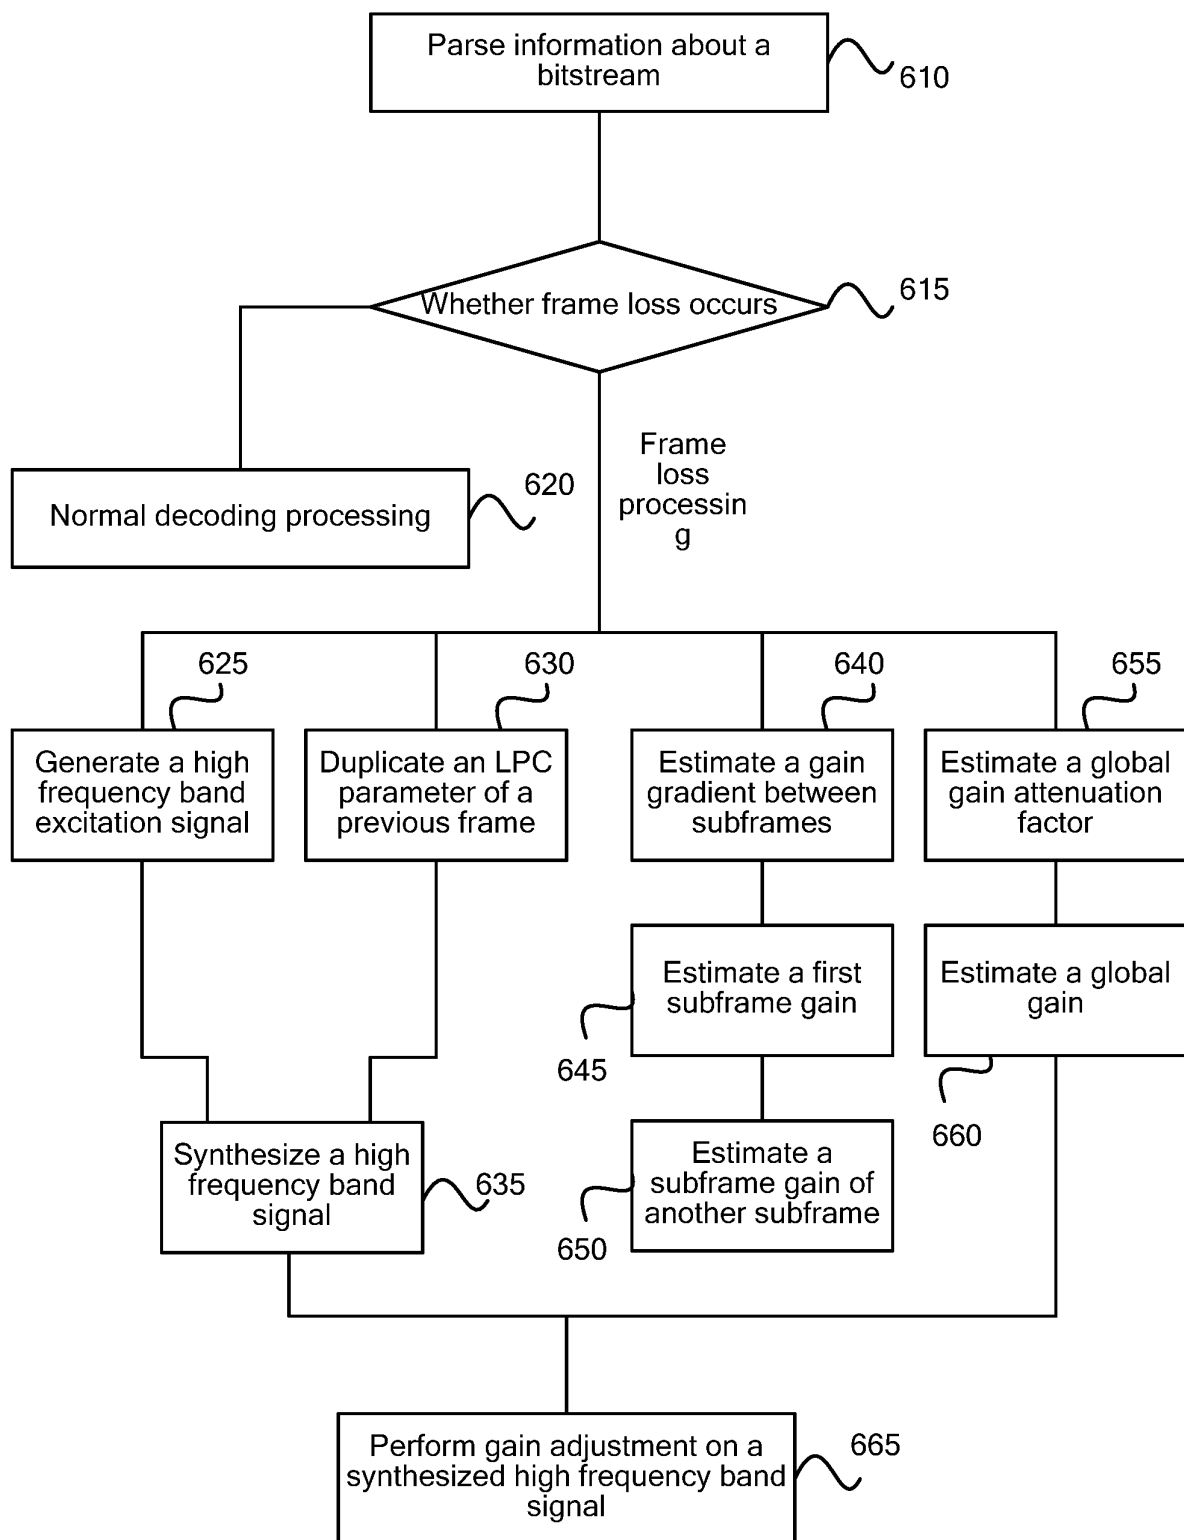 Parse information about a
bitstream
610
Whether frame loss occurs
615
Frame
loss
processin
g
620
Normal decoding processing
625
630
640
655
Generate a high
frequency band
excitation signal
Duplicate an LPC
parameter of a
previous frame
Estimate a gain
gradient between
subframes
Estimate a global
gain attenuation
factor
Estimate a first
subframe gain
645
Estimate a global
gain
660
Synthesize a high
frequency band
signal
635
Estimate a
subframe gain of
another subframe
650
Perform gain adjustment on a
synthesized high frequency band
signal
665